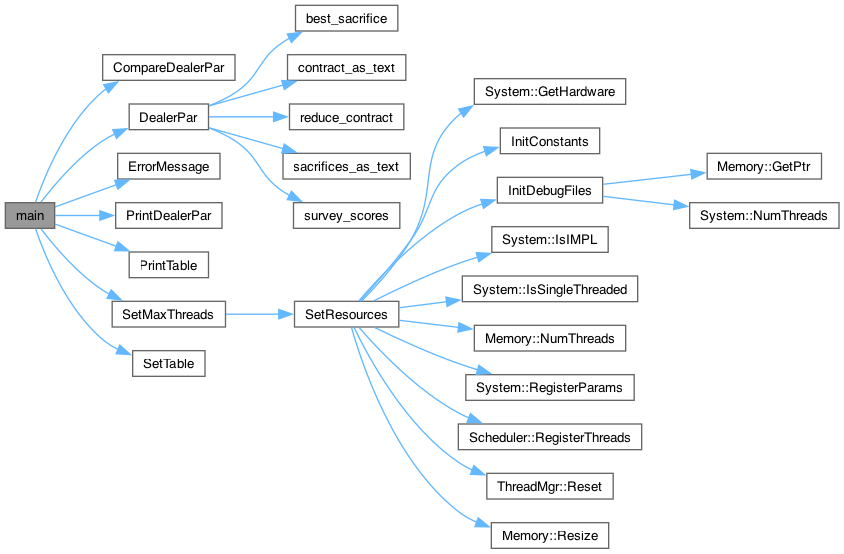 main
CompareDealerPar
DealerPar
ErrorMessage
PrintDealerPar
PrintTable
SetMaxThreads
SetTable
best_sacrifice
contract_as_text
reduce_contract
sacrifices_as_text
survey_scores
SetResources
System::GetHardware
InitConstants
InitDebugFiles
System::IsIMPL
System::IsSingleThreaded
Memory::NumThreads
System::RegisterParams
Scheduler::RegisterThreads
ThreadMgr::Reset
Memory::Resize
Memory::GetPtr
System::NumThreads